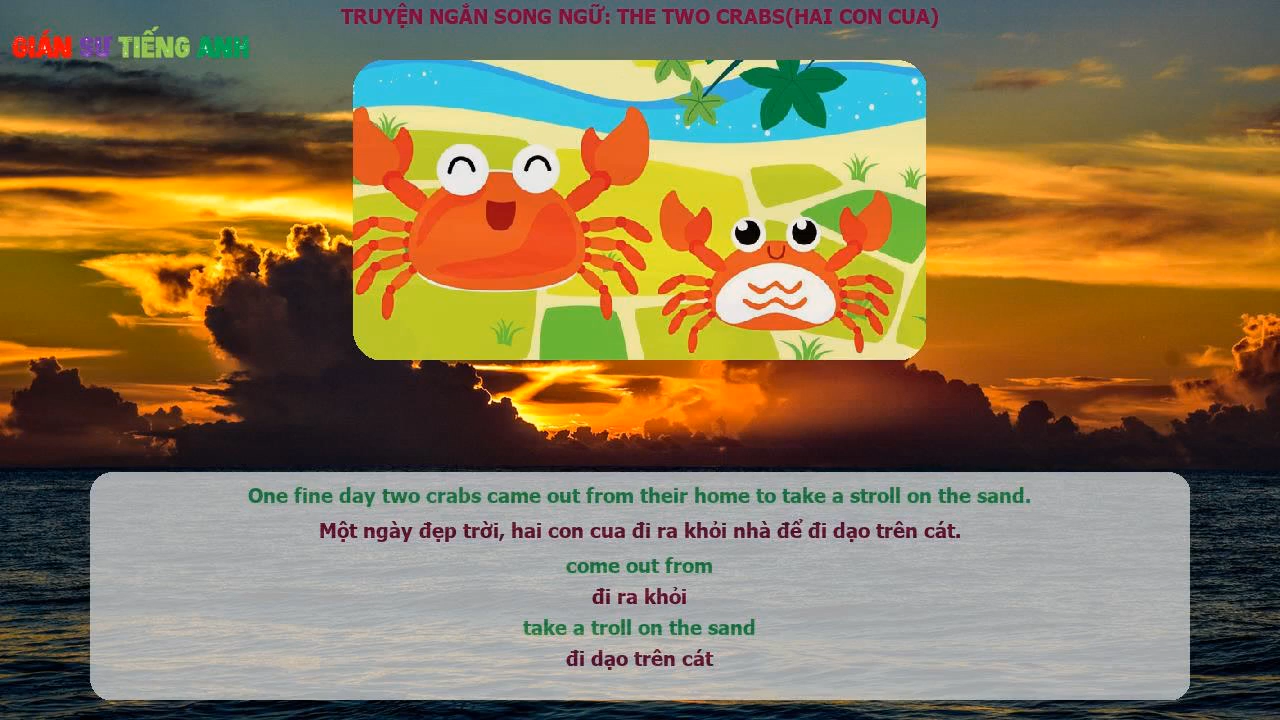 TRUYỆN NGẮN SONG NGỮ: THE TWO CRABS(HAI CON CUA)
GIÁN SƯ TIẾNG ANH
One fine day two crabs came out from their home to take a stroll on the sand.
Một ngày đẹp trời, hai con cua đi ra khỏi nhà để đi dạo trên cát.
come out from
đi ra khỏi
take a troll on the sand
đi dạo trên cát